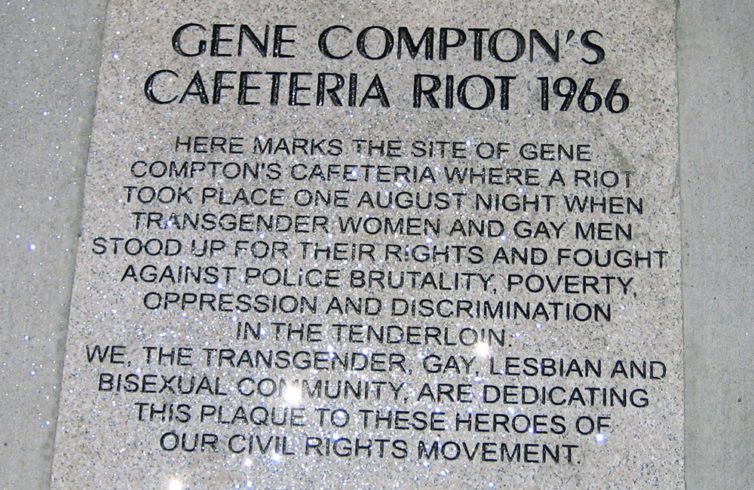 GENE COMPTON'S
CAFETERIA RIOT 1966
HERE MARKS THE SITE OF GENE
COMPTON'S CAFETERIA WHERE A RIOT
TOOK PLACE ONE AUGUST NIGHT WHEN
TRANSGENDER WOMEN AND GAY MEN
STOOD UP FOR THEIR RIGHTS AND FOUGHT
AGAINST POLICE BRUTALITY, POVERTY,
OPPRESSION AND DISCRIMINATION
IN THE TENDERLOIN.
WE, THE TRANSGENDER, GAY, LESBIAN AND
BISEXUAL COMMUNITY, ARE DEDICATING
THIS PLAQUE TO THESE HEROES OF
OUR CIVIL RIGHTS MOVEMENT.